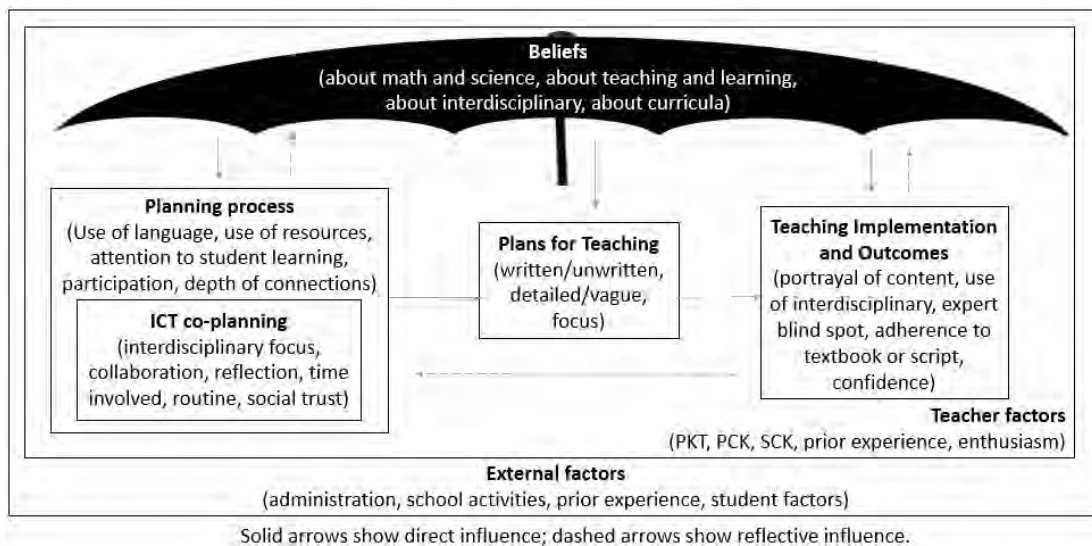 Beliefs
(about math and science, about teaching and learning,
about interdisciplinary, about curricula)
Planning process
(Use of language, use of resources,
attention to student learning,
participation, depth of connections)
ICT co-planning
(interdisciplinary focus,
collaboration, reflection, time
involved, routine, social trust)
Plans for Teaching
(written/unwritten,
detailed/vague,
focus)
Teaching Implementation
and Outcomes
(portrayal of content, use
of interdisciplinary, expert
blind spot, adherence to
textbook or script,
confidence)
Teacher factors
(PKT, PCK, SCK, prior experience, enthusiasm)
External factors
(administration, school activities, prior experience, student factors)
Solid arrows show direct influence; dashed arrows show reflective influence.